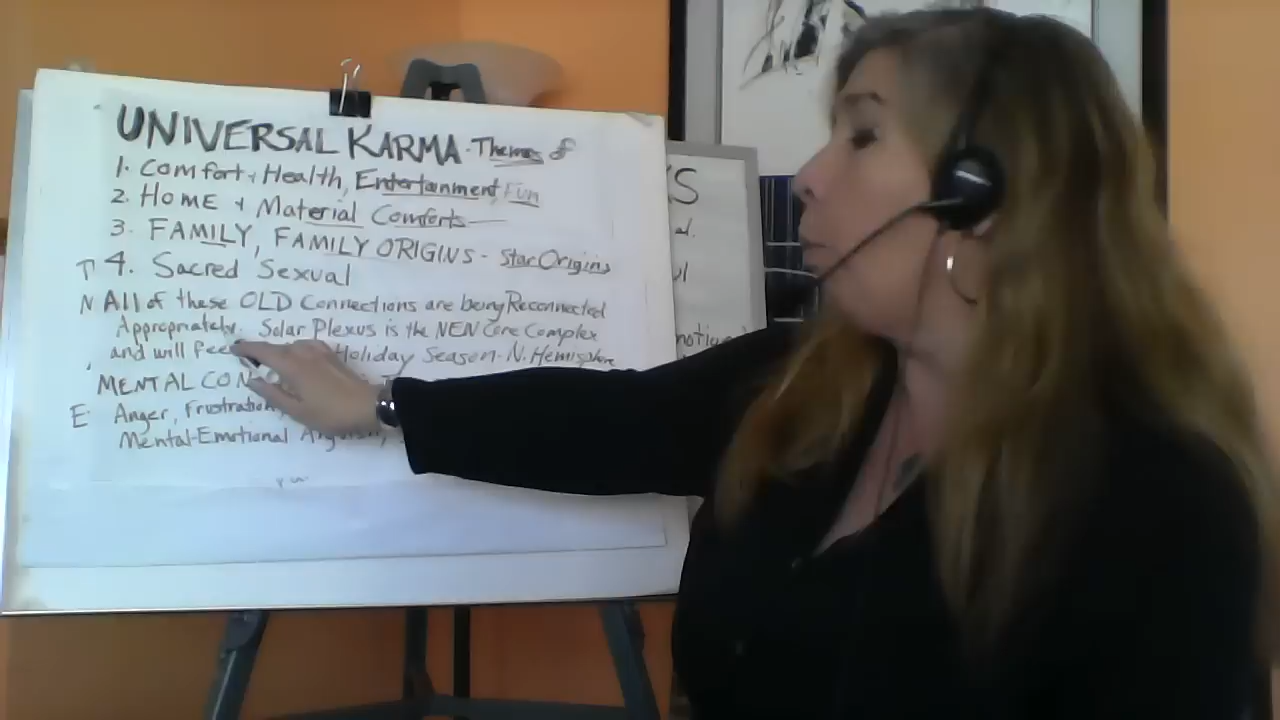 UNIVERSAL KARMA - Themes of
1. Comfort + Health, Entertainment, Fun
2. HOME + Material Comforts
3. FAMILY, FAMILY ORIGINS - Star Origins
4. Sacred Sexual
N All of these OLD Connections are being Reconnected
Appropriately. Solar Plexus is the NEN Core Complex
and will Holiday Season - N. Hemisphere
MENTAL
E: Anger, Frustration
Mental-Emotional